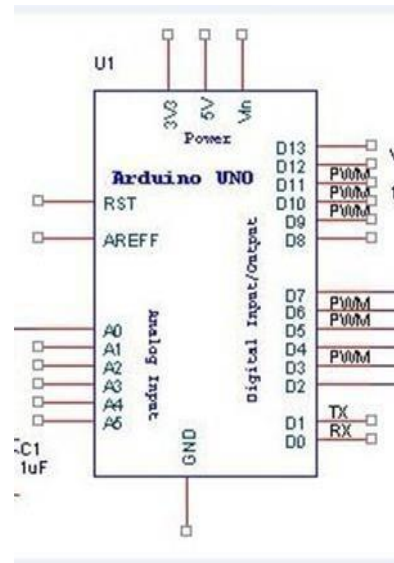 U1
3V3
5V
Vin
Power
Arduino UNO
RST
AREFF
A0
A1
A2
A3
A4
A5
Analog Input
Digital Input/Output
D13
D12
D11 PWM
D10 PWM
D9 PWM
D8
D7
D6 PWM
D5 PWM
D4
D3 PWM
D2
D1 TX
D0 RX
GND
C1
1uF